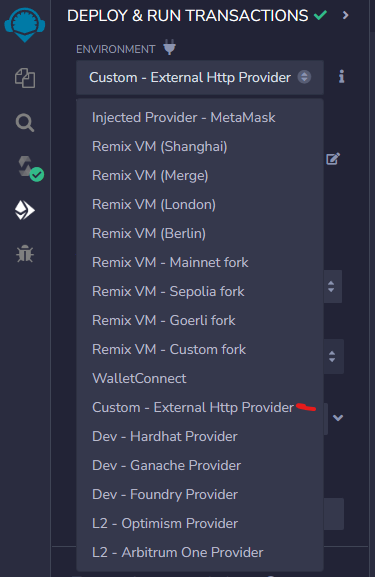 DEPLOY & RUN TRANSACTIONS
ENVIRONMENT
Custom - External Http Provider
Injected Provider - MetaMask
Remix VM (Shanghai)
Remix VM (Merge)
Remix VM (London)
Remix VM (Berlin)
Remix VM - Mainnet fork
Remix VM - Sepolia fork
Remix VM - Goerli fork
Remix VM - Custom fork
WalletConnect
Custom - External Http Provider
Dev - Hardhat Provider
Dev - Ganache Provider
Dev - Foundry Provider
L2 - Optimism Provider
L2 - Arbitrum One Provider